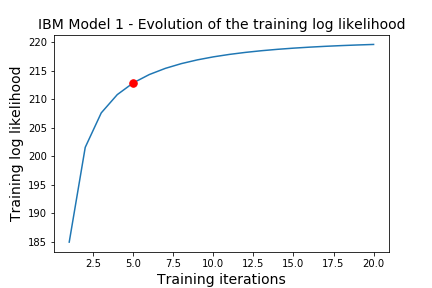 IBM Model 1 - Evolution of the training log likelihood
Training log likelihood
220
215
210
205
200
195
190
185
2.5 5.0 7.5 10.0 12.5 15.0 17.5 20.0
Training iterations